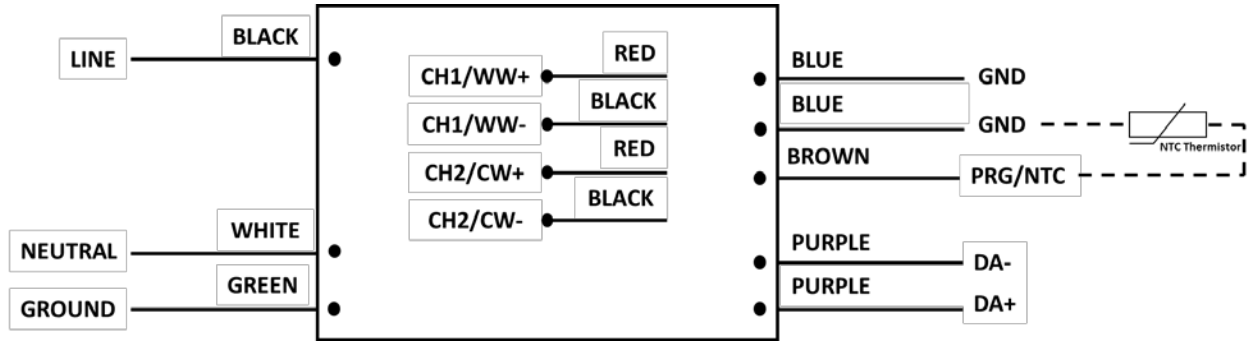 LINE
BLACK
NEUTRAL
WHITE
GROUND
GREEN
CH1/WW+
RED
CH1/WW-
BLACK
CH2/CW+
RED
CH2/CW-
BLACK
BLUE
GND
BLUE
GND
NTC Thermistor
BROWN
PRG/NTC
PURPLE
DA-
PURPLE
DA+